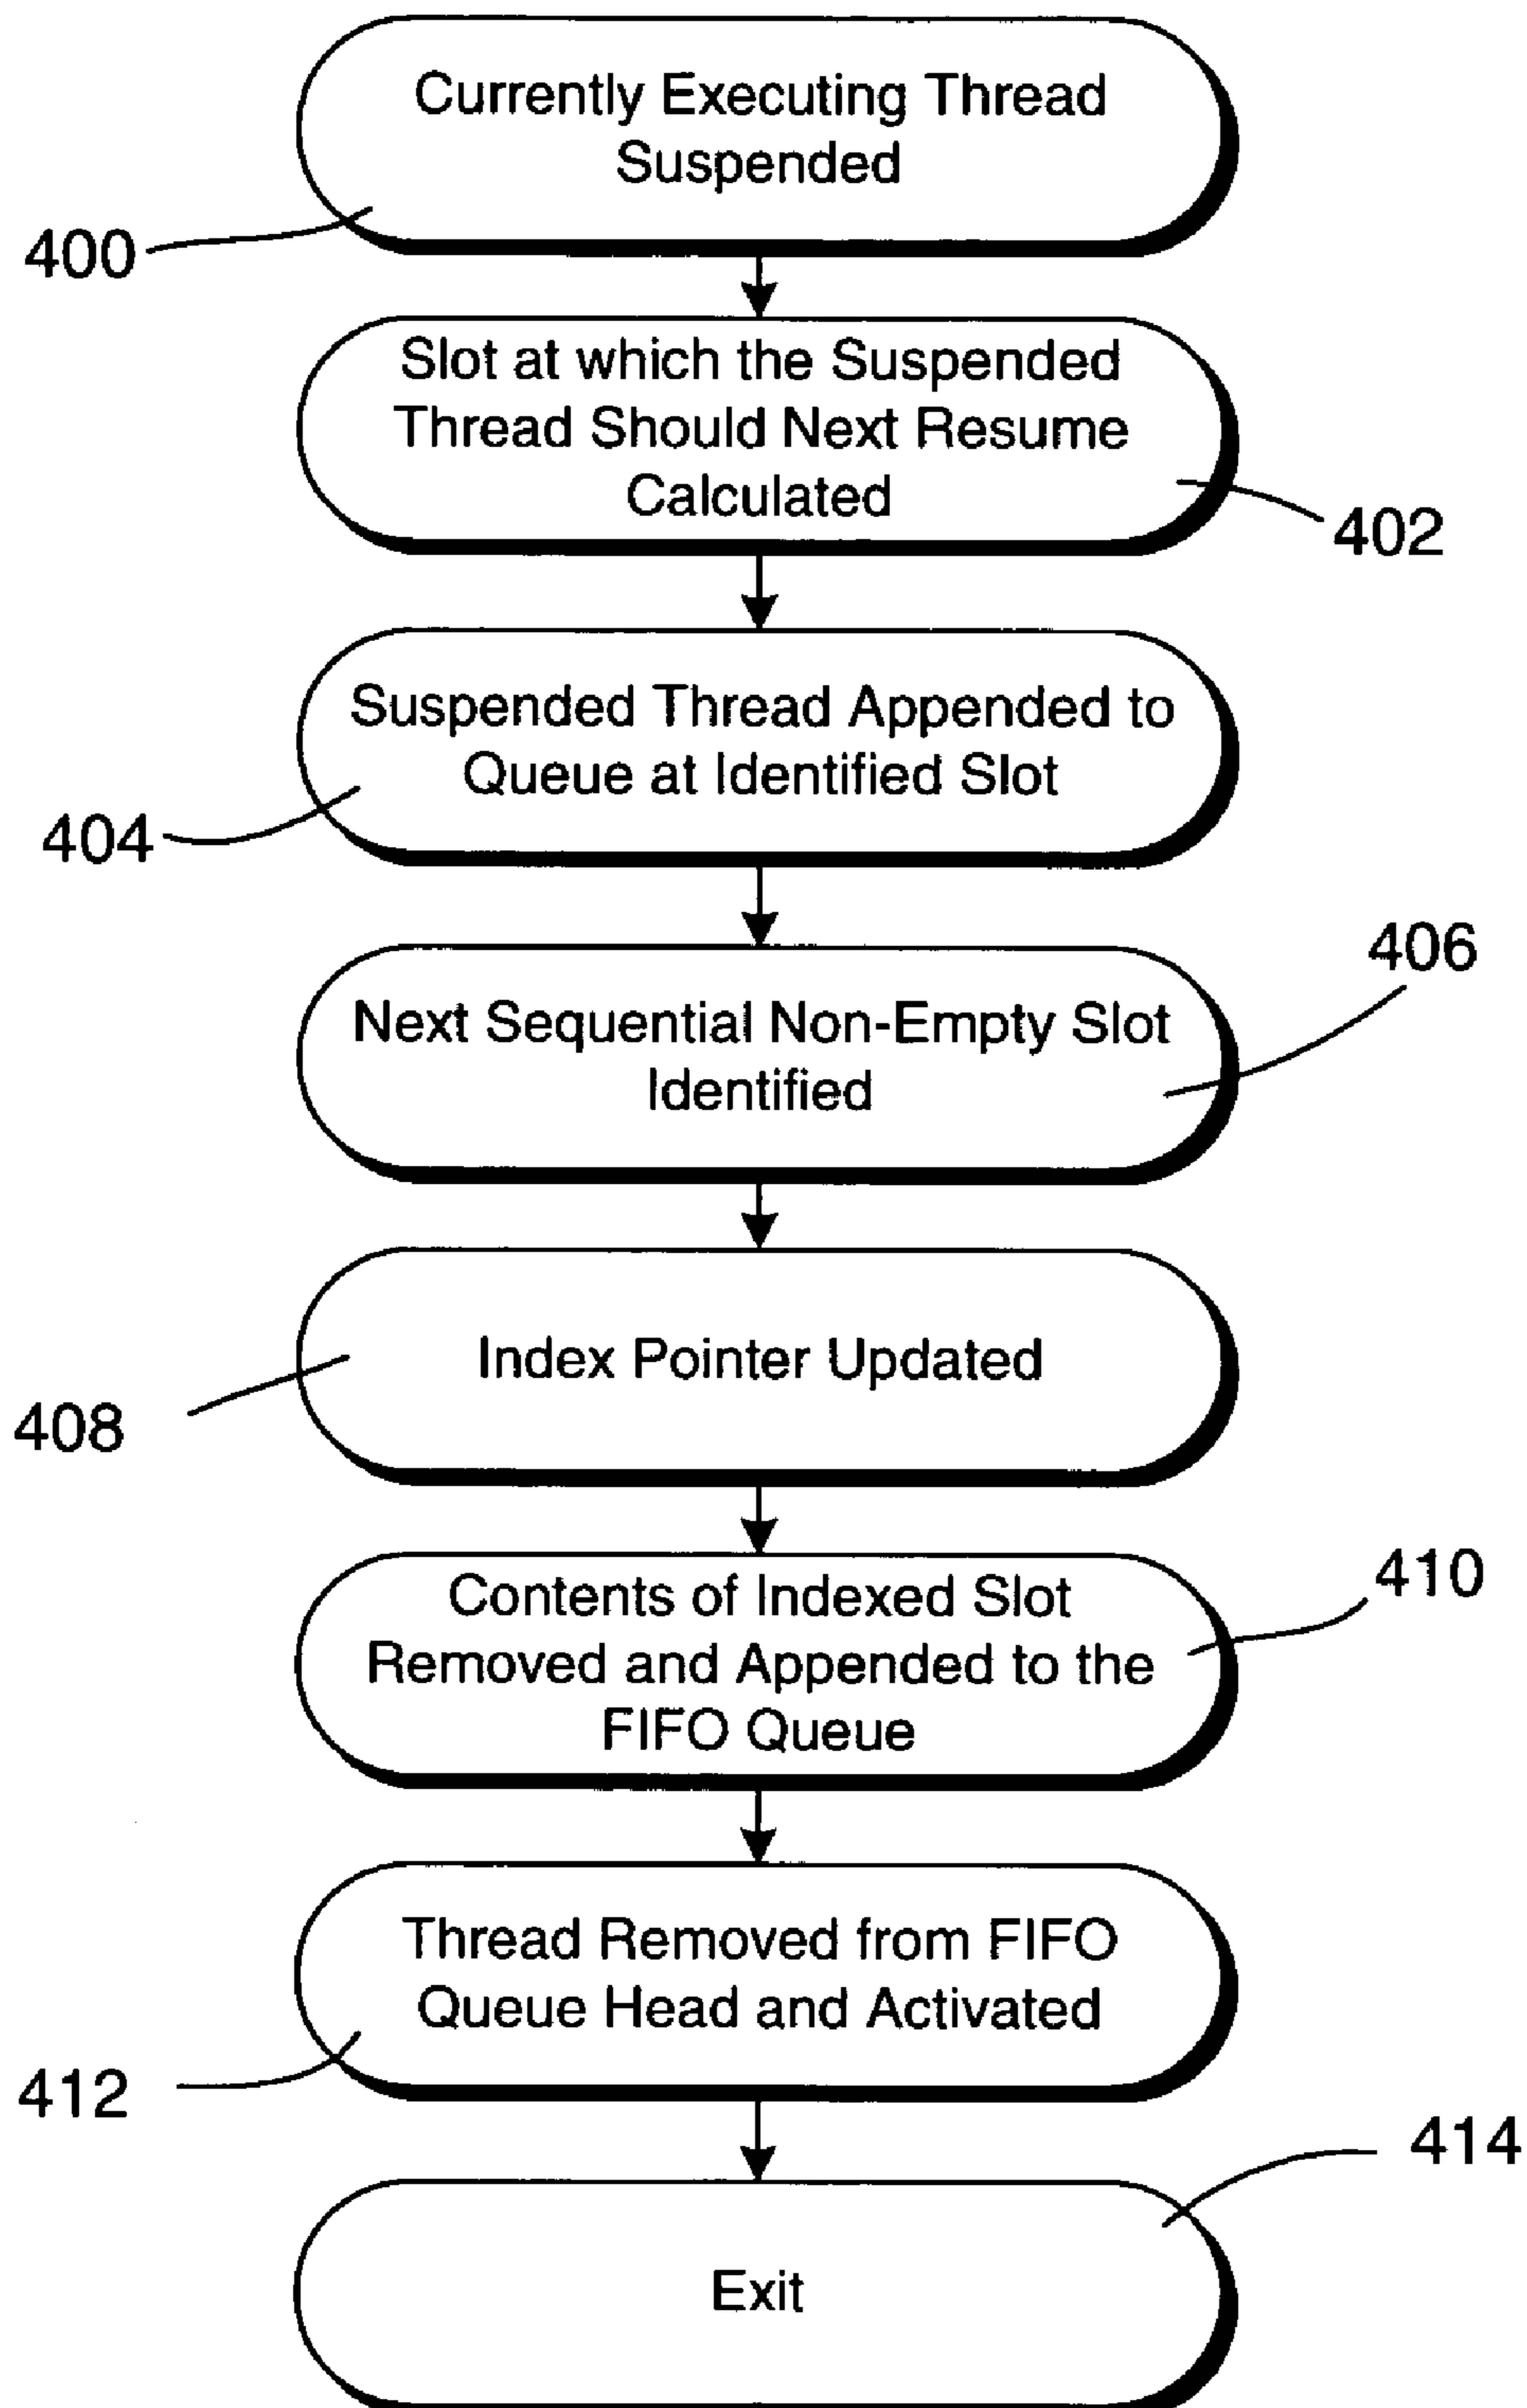 Currently Executing Thread
Suspended
400
Slot at which the Suspended
Thread Should Next Resume
Calculated
402
Suspended Thread Appended to
Queue at Identified Slot
404
406
Next Sequential Non-Empty Slot
Identified
Index Pointer Updated
408
410
Contents of Indexed Slot
Removed and Appended to the
FIFO Queue
Thread Removed from FIFO
Queue Head and Activated
412
414
Exit